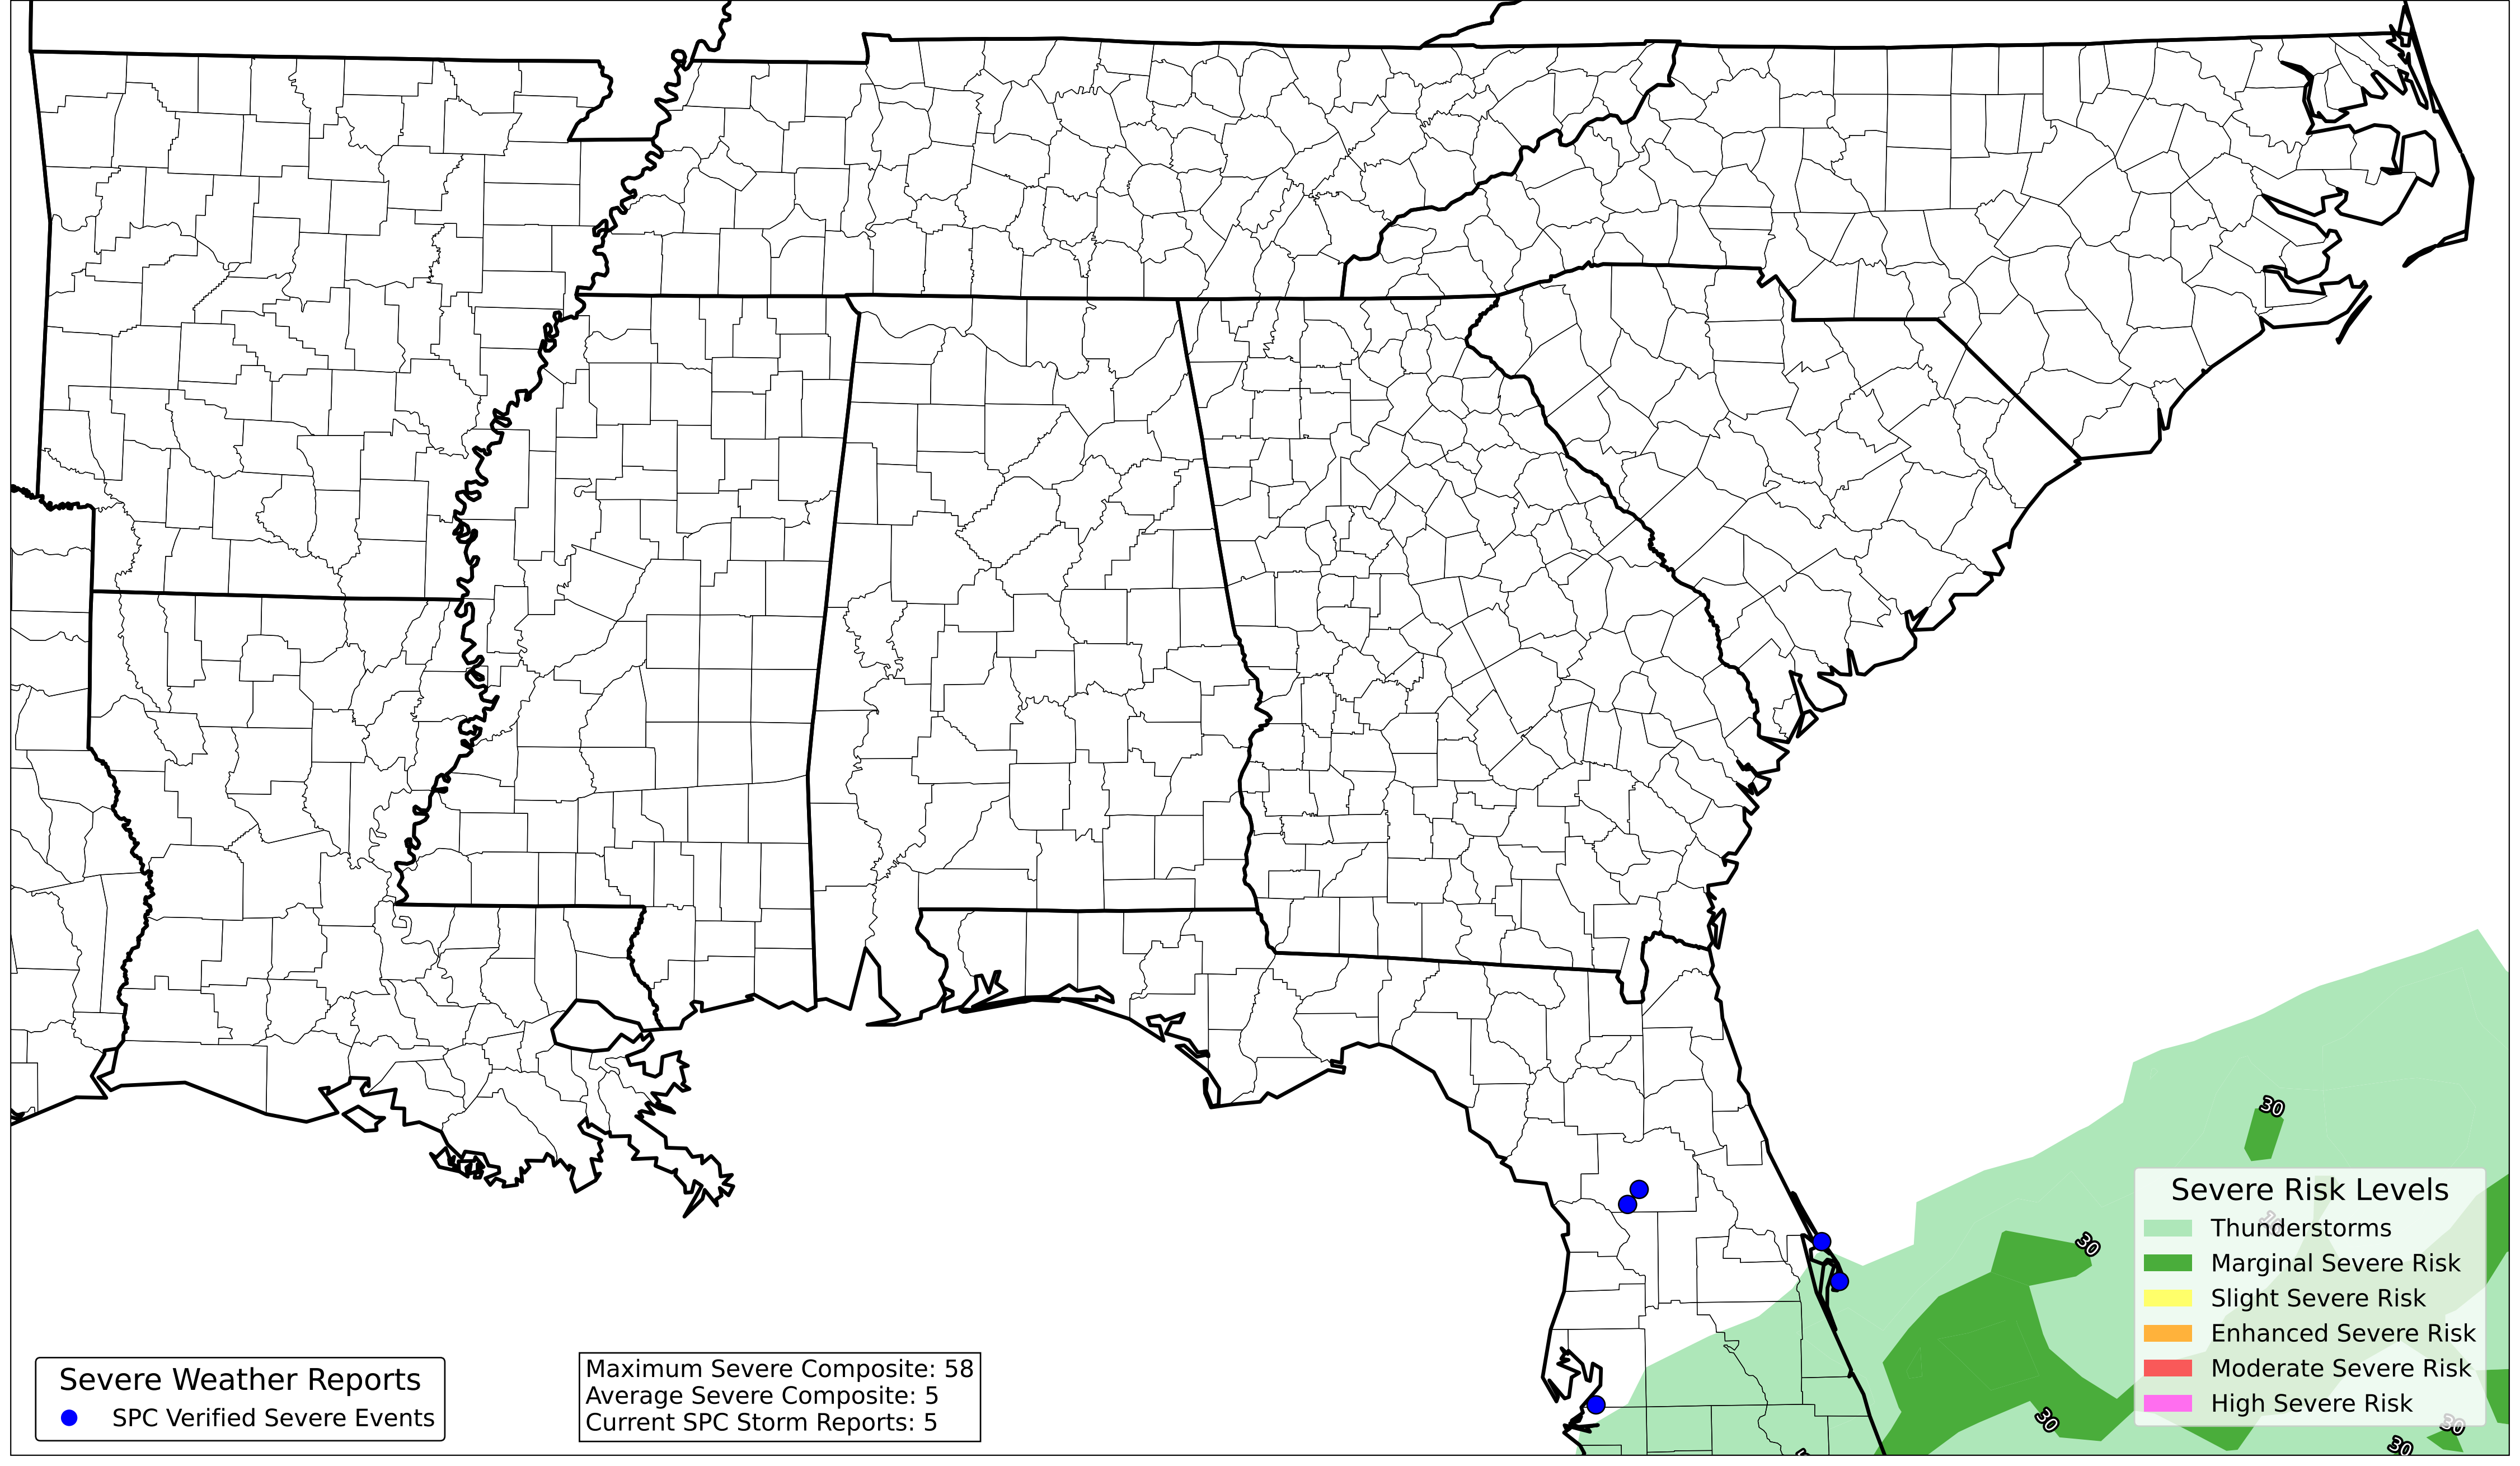 30
30
Severe Risk Levels
Thunderstorms
Marginal Severe Risk
Slight Severe Risk
Enhanced Severe Risk
Moderate Severe Risk
High Severe Risk
Severe Weather Reports
SPC Verified Severe Events
Maximum Severe Composite: 58
Average Severe Composite: 5
Current SPC Storm Reports: 5
30
30
30